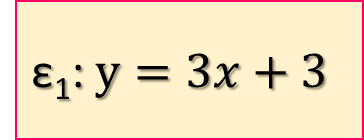 ε₁: y = 3x + 3